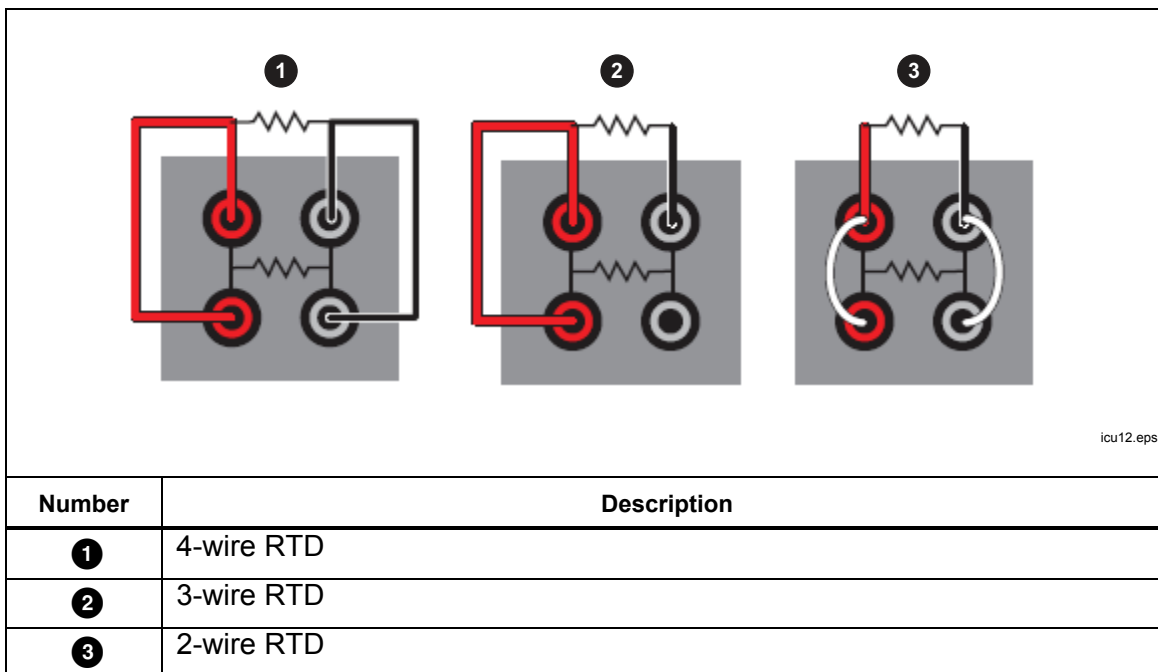 1 2 3
icu12.eps
Number Description
1 4-wire RTD
2 3-wire RTD
3 2-wire RTD